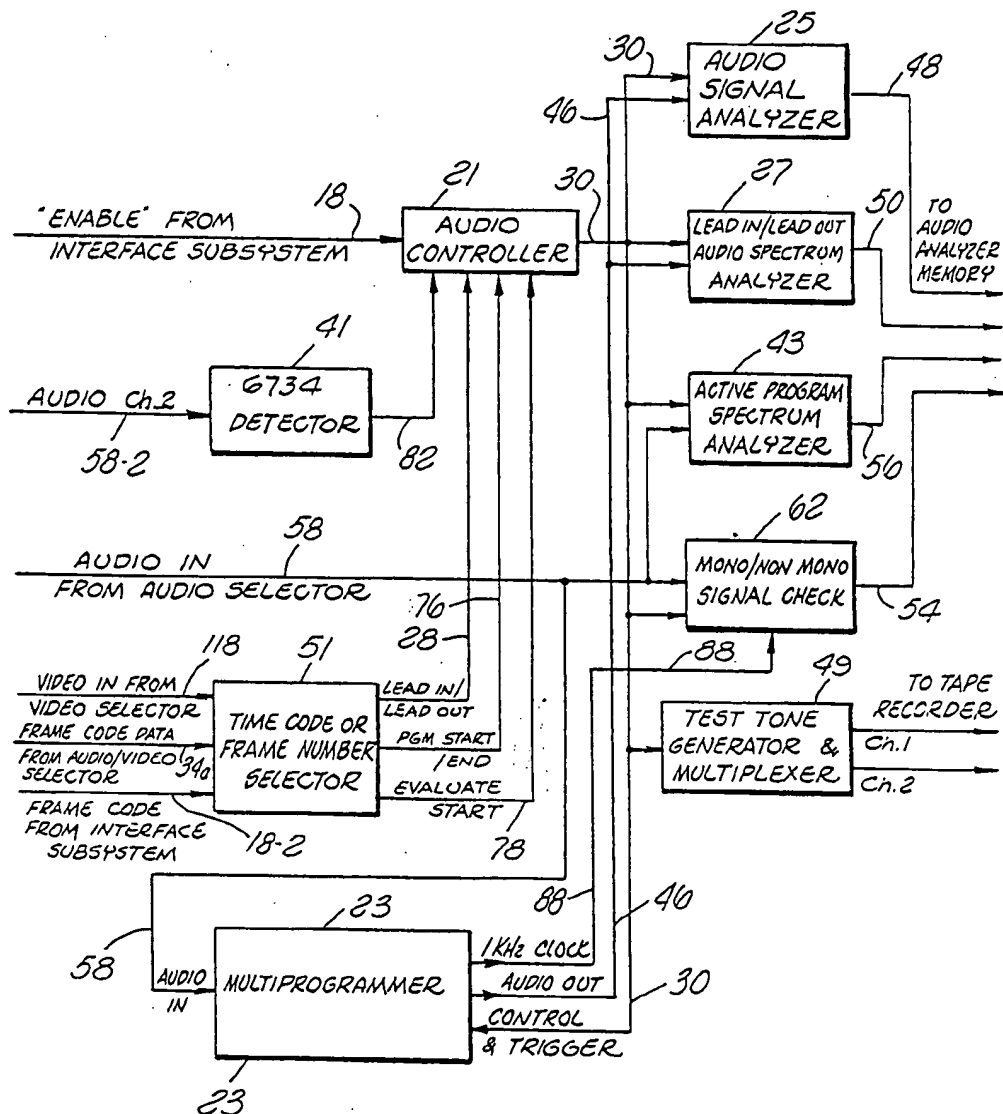 25
30
AUDIO
SIGNAL
ANALYZER
48
46
21
30
27
50
TO
AUDIO
ANALYZER
MEMORY
"ENABLE" FROM
INTERFACE SUBSYSTEM
18
AUDIO
CONTROLLER
LEAD IN/LEAD OUT
AUDIO SPECTRUM
ANALYZER
41
43
AUDIO Ch.2
58-2
6734
DETECTOR
82
ACTIVE PROGRAM
SPECTRUM
ANALYZER
56
58
62
AUDIO IN
FROM AUDIO SELECTOR
MONO/NON MONO
SIGNAL CHECK
54
76
28
88
118
51
49
VIDEO IN FROM
VIDEO SELECTOR
FRAME CODE DATA
FROM AUDIO/VIDEO
SELECTOR
34a
FRAME CODE
FROM INTERFACE
SUBSYSTEM
18-2
TIME CODE OR
FRAME NUMBER
SELECTOR
LEAD IN/
LEAD OUT
PGM START
/END
EVALUATE
START
78
TEST TONE
GENERATOR &
MULTIPLEXER
TO TAPE
RECORDER
Ch.1
Ch.2
23
88
46
58
AUDIO
IN
MULTIPROGRAMMER
1KHz CLOCK
AUDIO OUT
CONTROL
& TRIGGER
30
23